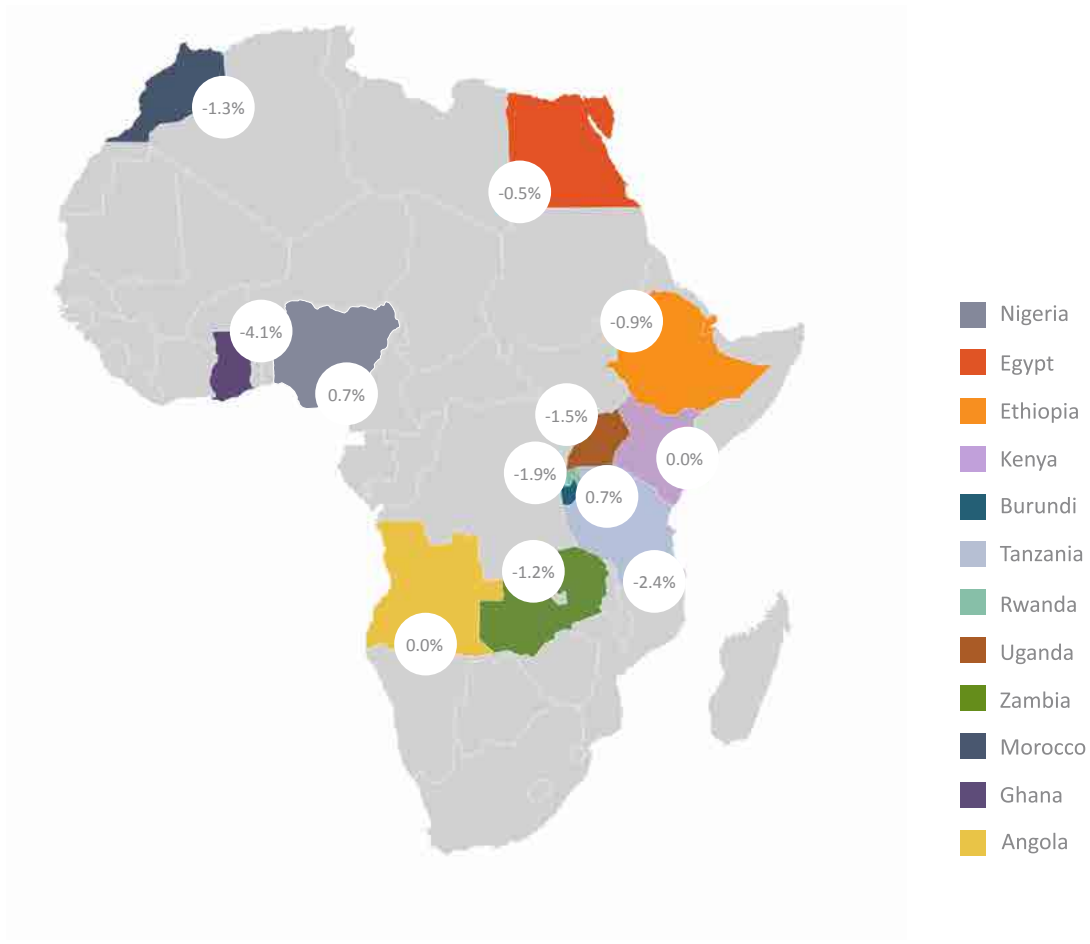 -1.3%
-0.5%
-4.1%
-0.9%
0.7%
-1.5%
0.0%
-1.9%
0.7%
-1.2%
-2.4%
0.0%
Nigeria
Egypt
Ethiopia
Kenya
Burundi
Tanzania
Rwanda
Uganda
Zambia
Morocco
Ghana
Angola